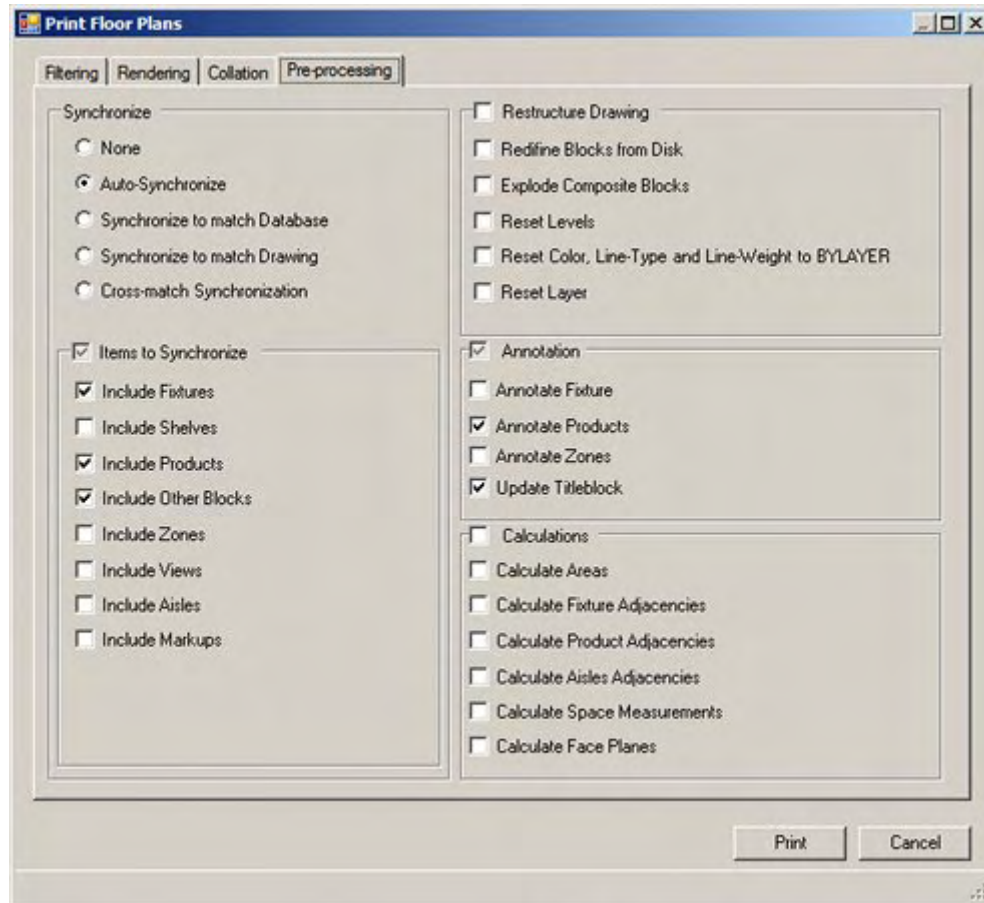 Print Floor Plans
Filtering
Rendering
Collation
Pre-processing
Synchronize
None
Auto-Synchronize
Synchronize to match Database
Synchronize to match Drawing
Cross-match Synchronization
Items to Synchronize
Include Fixtures
Include Shelves
Include Products
Include Other Blocks
Include Zones
Include Views
Include Aisles
Include Markups
Restructure Drawing
Redifine Blocks from Disk
Explode Composite Blocks
Reset Levels
Reset Color, Line-Type and Line-Weight to BYLAYER
Reset Layer
Annotation
Annotate Fixture
Annotate Products
Annotate Zones
Update Titleblock
Calculations
Calculate Areas
Calculate Fixture Adjacencies
Calculate Product Adjacencies
Calculate Aisles Adjacencies
Calculate Space Measurements
Calculate Face Planes
Print
Cancel